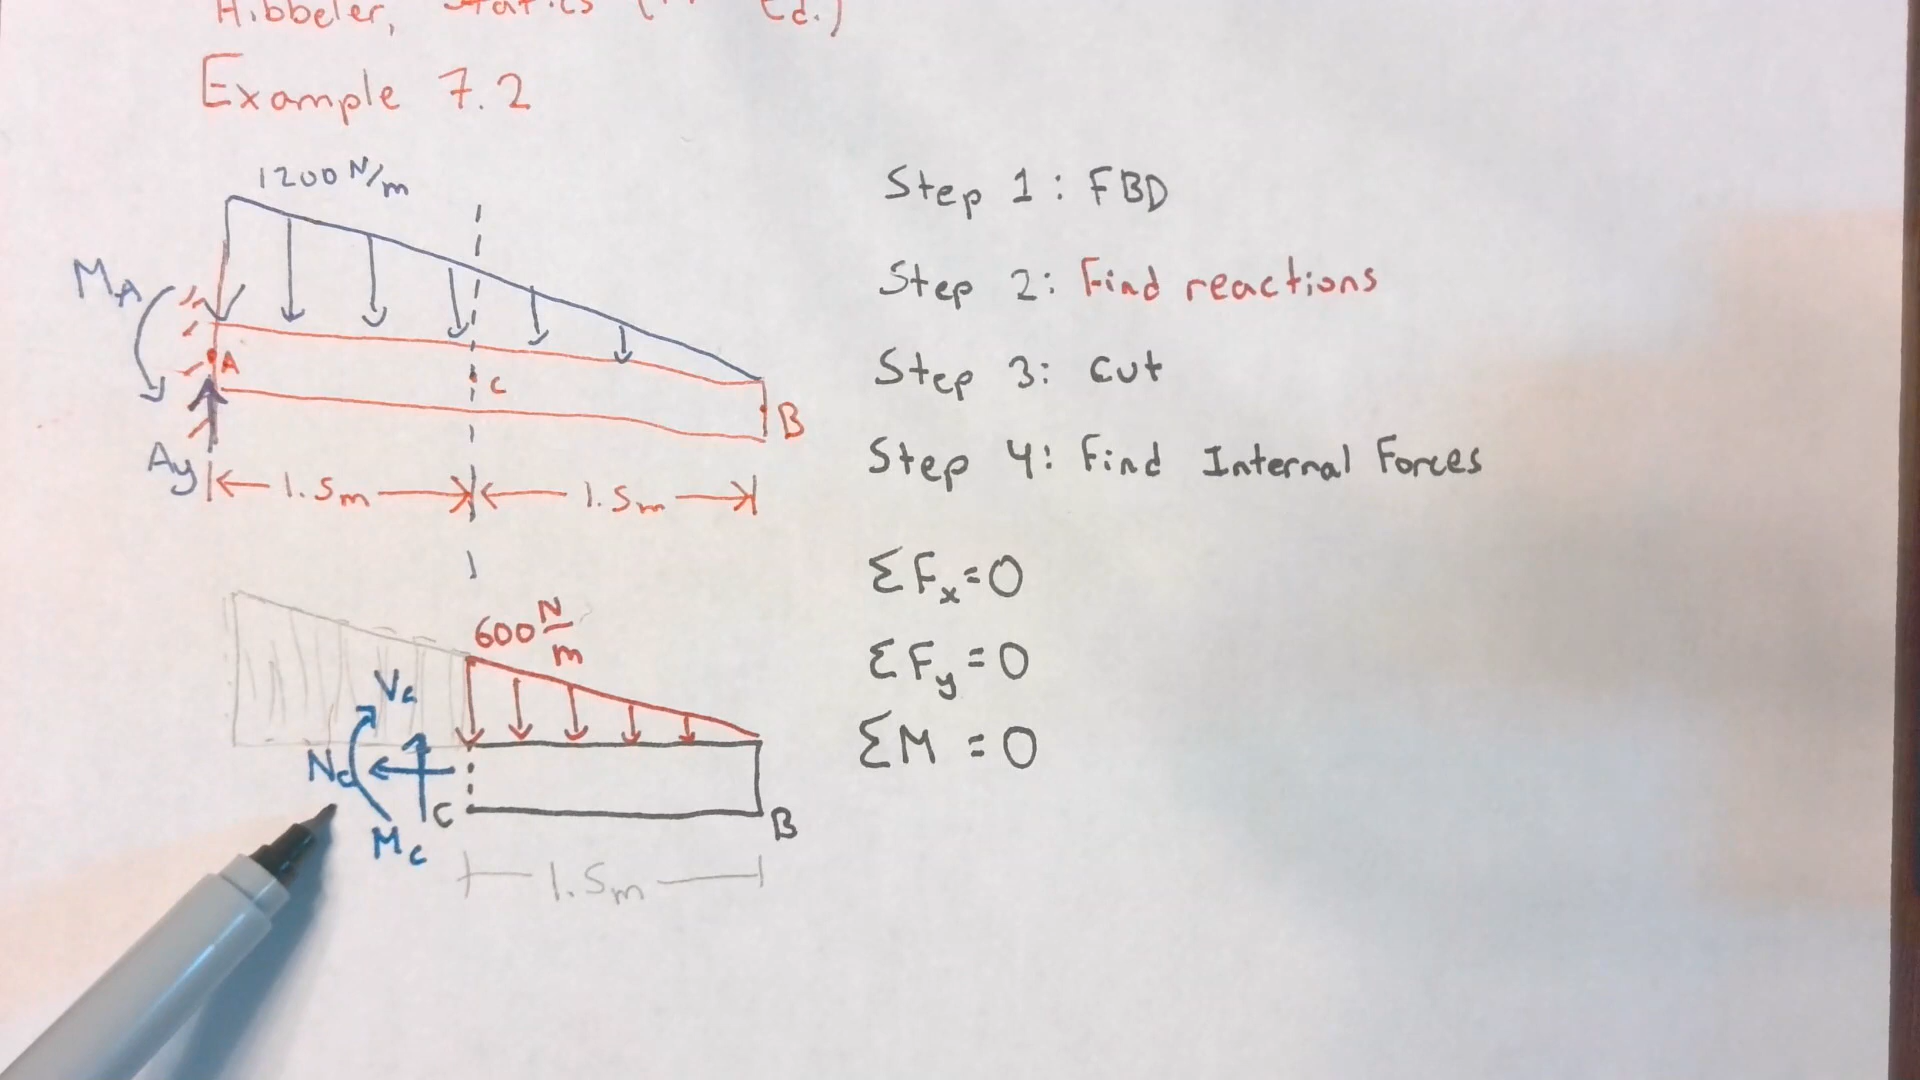 Hibbeler, Statics Ed.)
Example 7.2
1200 N/m
MA
A
C
B
Ay
1.5m
1.5m
600 N/m
Vc
Nc
Mc
C
B
1.5m
Step 1: FBD
Step 2: Find reactions
Step 3: cut
Step 4: Find Internal Forces
ΣFx=0
ΣFy=0
ΣM=0